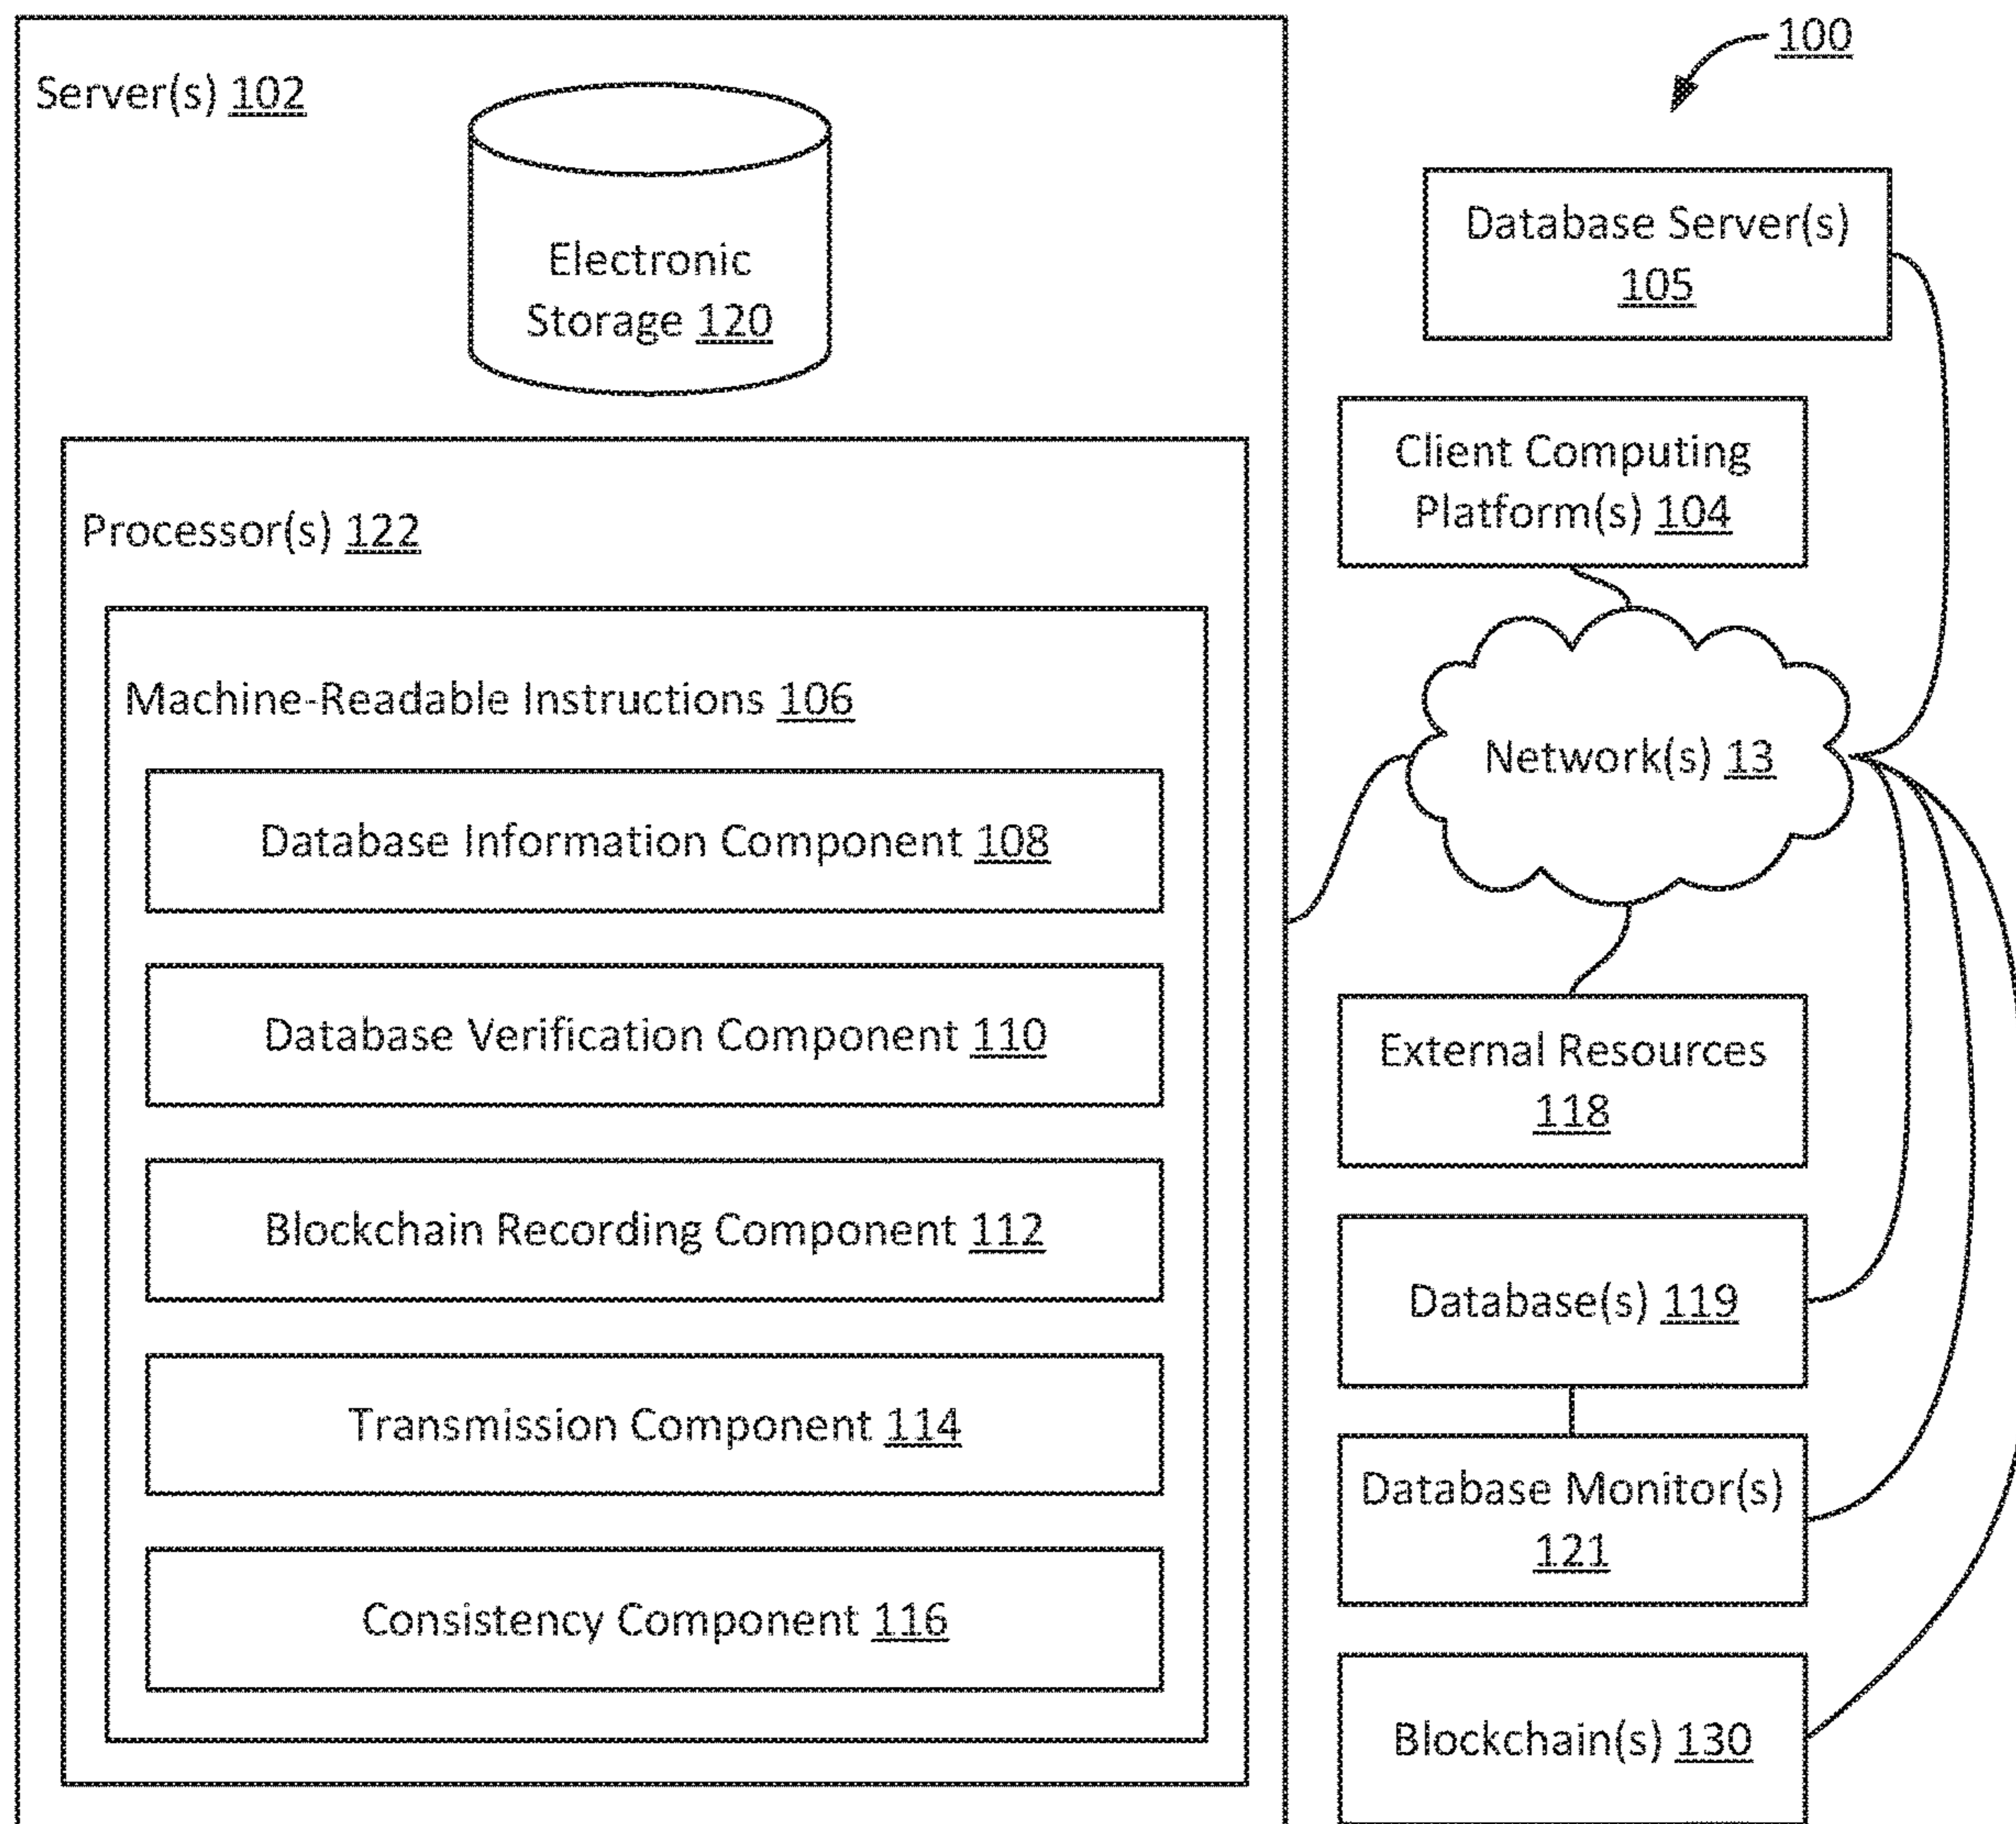 100
Server(s) 102
Electronic
Storage 120
Processor(s) 122
Machine-Readable Instructions 106
Database Information Component 108
Database Verification Component 110
Blockchain Recording Component 112
Transmission Component 114
Consistency Component 116
Database Server(s)
105
Client Computing
Platform(s) 104
Network(s) 13
External Resources
118
Database(s) 119
Database Monitor(s)
121
Blockchain(s) 130